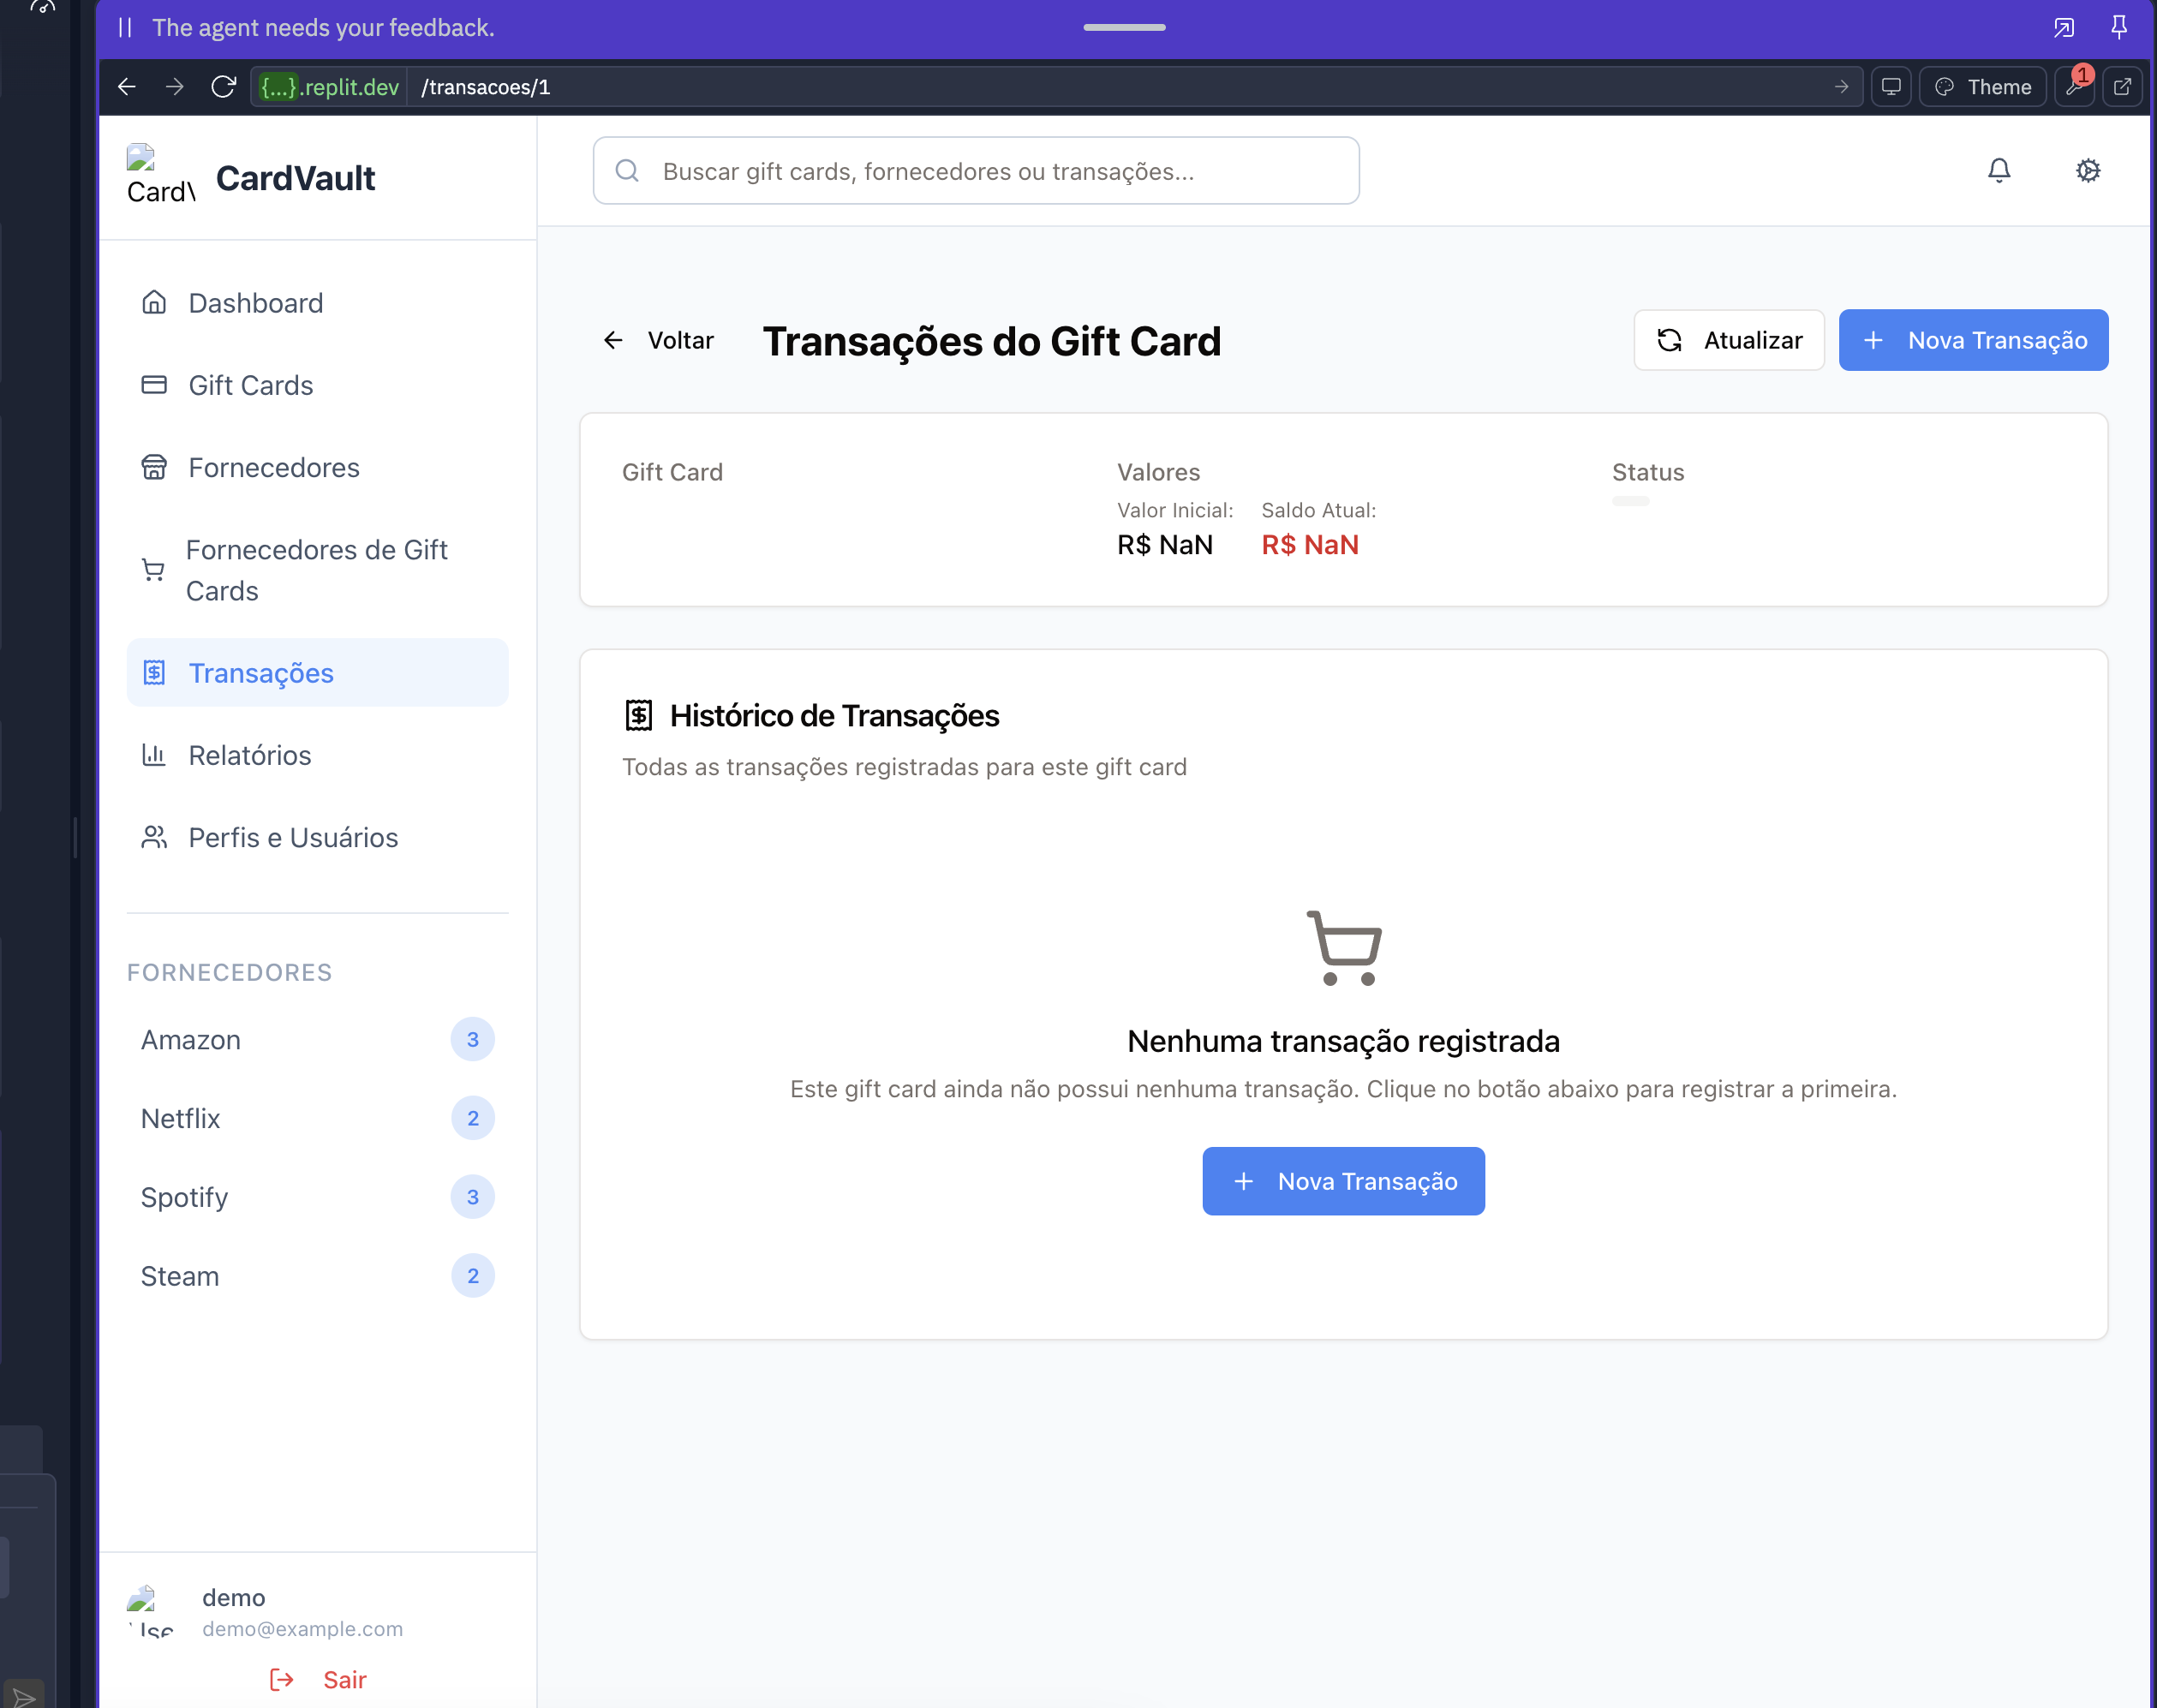 The agent needs your feedback.
{...}.replit.dev /transacoes/1
Theme
1
Card\
CardVault
Buscar gift cards, fornecedores ou transações...
Dashboard
Gift Cards
Fornecedores
Fornecedores de Gift
Cards
Transações
Relatórios
Perfis e Usuários
FORNECEDORES
Amazon 3
Netflix 2
Spotify 3
Steam 2
demo
demo@example.com
Sair
Voltar
Transações do Gift Card
Atualizar
Nova Transação
Gift Card
Valores
Valor Inicial: Saldo Atual:
R$ NaN R$ NaN
Status
Histórico de Transações
Todas as transações registradas para este gift card
Nenhuma transação registrada
Este gift card ainda não possui nenhuma transação. Clique no botão abaixo para registrar a primeira.
Nova Transação